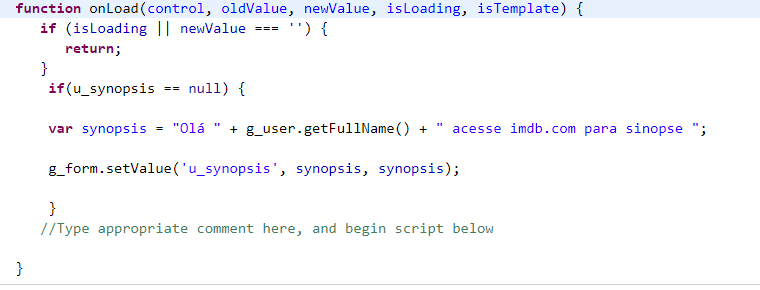 function onLoad(control, oldValue, newValue, isLoading, isTemplate) {
if (isLoading || newValue === '') {
return;
}
if(u_synopsis == null) {
var synopsis = "Olá " + g_user.getFullName() + " acesse imdb.com para sinopse ";
g_form.setValue('u_synopsis', synopsis, synopsis);
}
//Type appropriate comment here, and begin script below
}